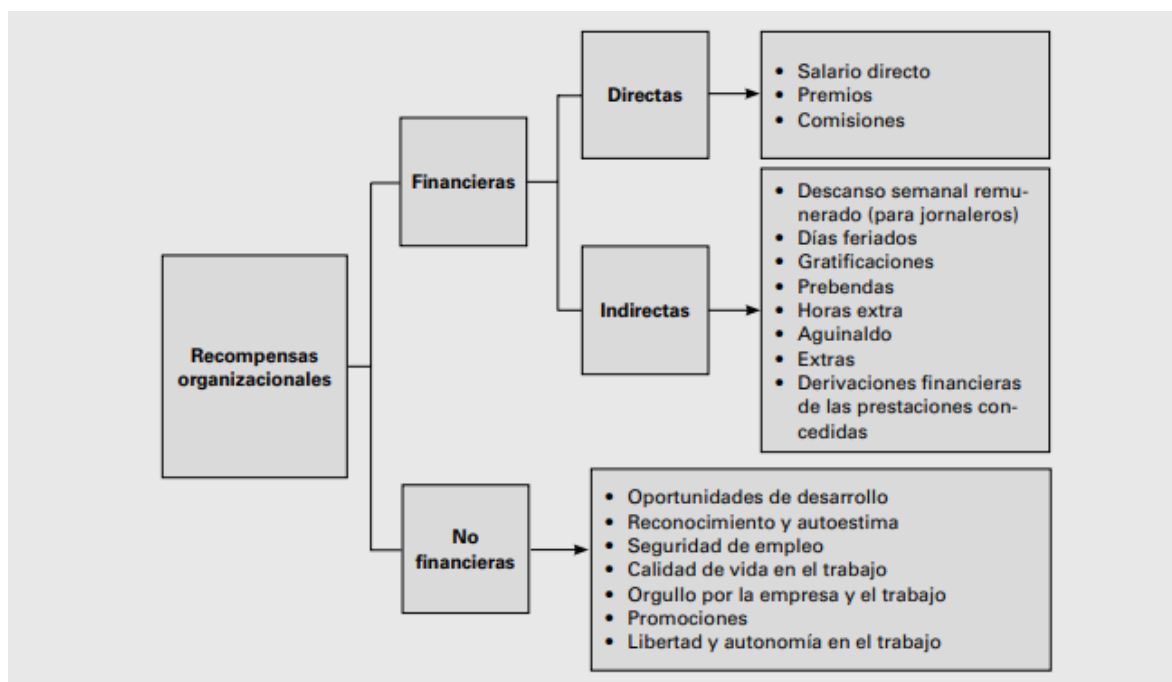 Recompensas
organizacionales
Financieras
Directas
• Salario directo
• Premios
• Comisiones
Indirectas
• Descanso semanal remu-
nerado (para jornaleros)
• Días feriados
• Gratificaciones
• Prebendas
• Horas extra
• Aguinaldo
• Extras
• Derivaciones financieras
de las prestaciones con-
cedidas
No
financieras
• Oportunidades de desarrollo
• Reconocimiento y autoestima
• Seguridad de empleo
• Calidad de vida en el trabajo
• Orgullo por la empresa y el trabajo
• Promociones
• Libertad y autonomía en el trabajo